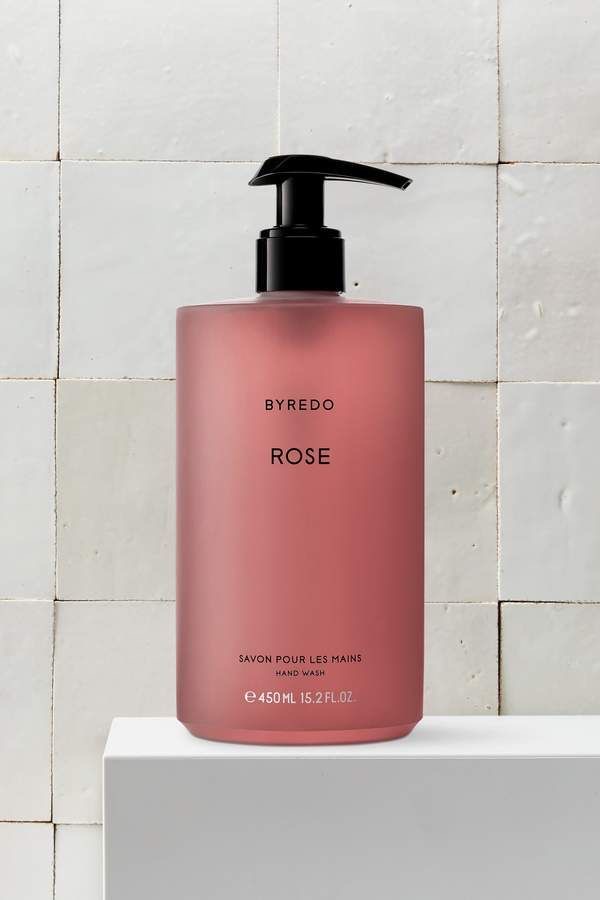 BYREDO
ROSE
SAVON POUR LES MAINS
HAND WASH
℮ 450 ML 15.2 FL.OZ.